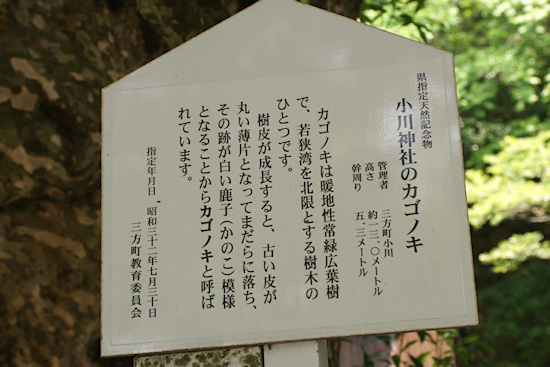 県指定天然記念物
小川神社のカゴノキ
管理者 三方町小川
高さ 約一三.〇メートル
幹周り 五.三メートル
カゴノキは暖地性常緑広葉樹
で、若狭湾を北限とする樹木の
ひとつです。
樹皮が成長すると、古い皮が
丸い薄片となってまだらに落ち、
その跡が白い鹿子(かのこ)模様
となることからカゴノキと呼ば
れています。
指定年月日 昭和三十二年七月三十日
三方町教育委員会